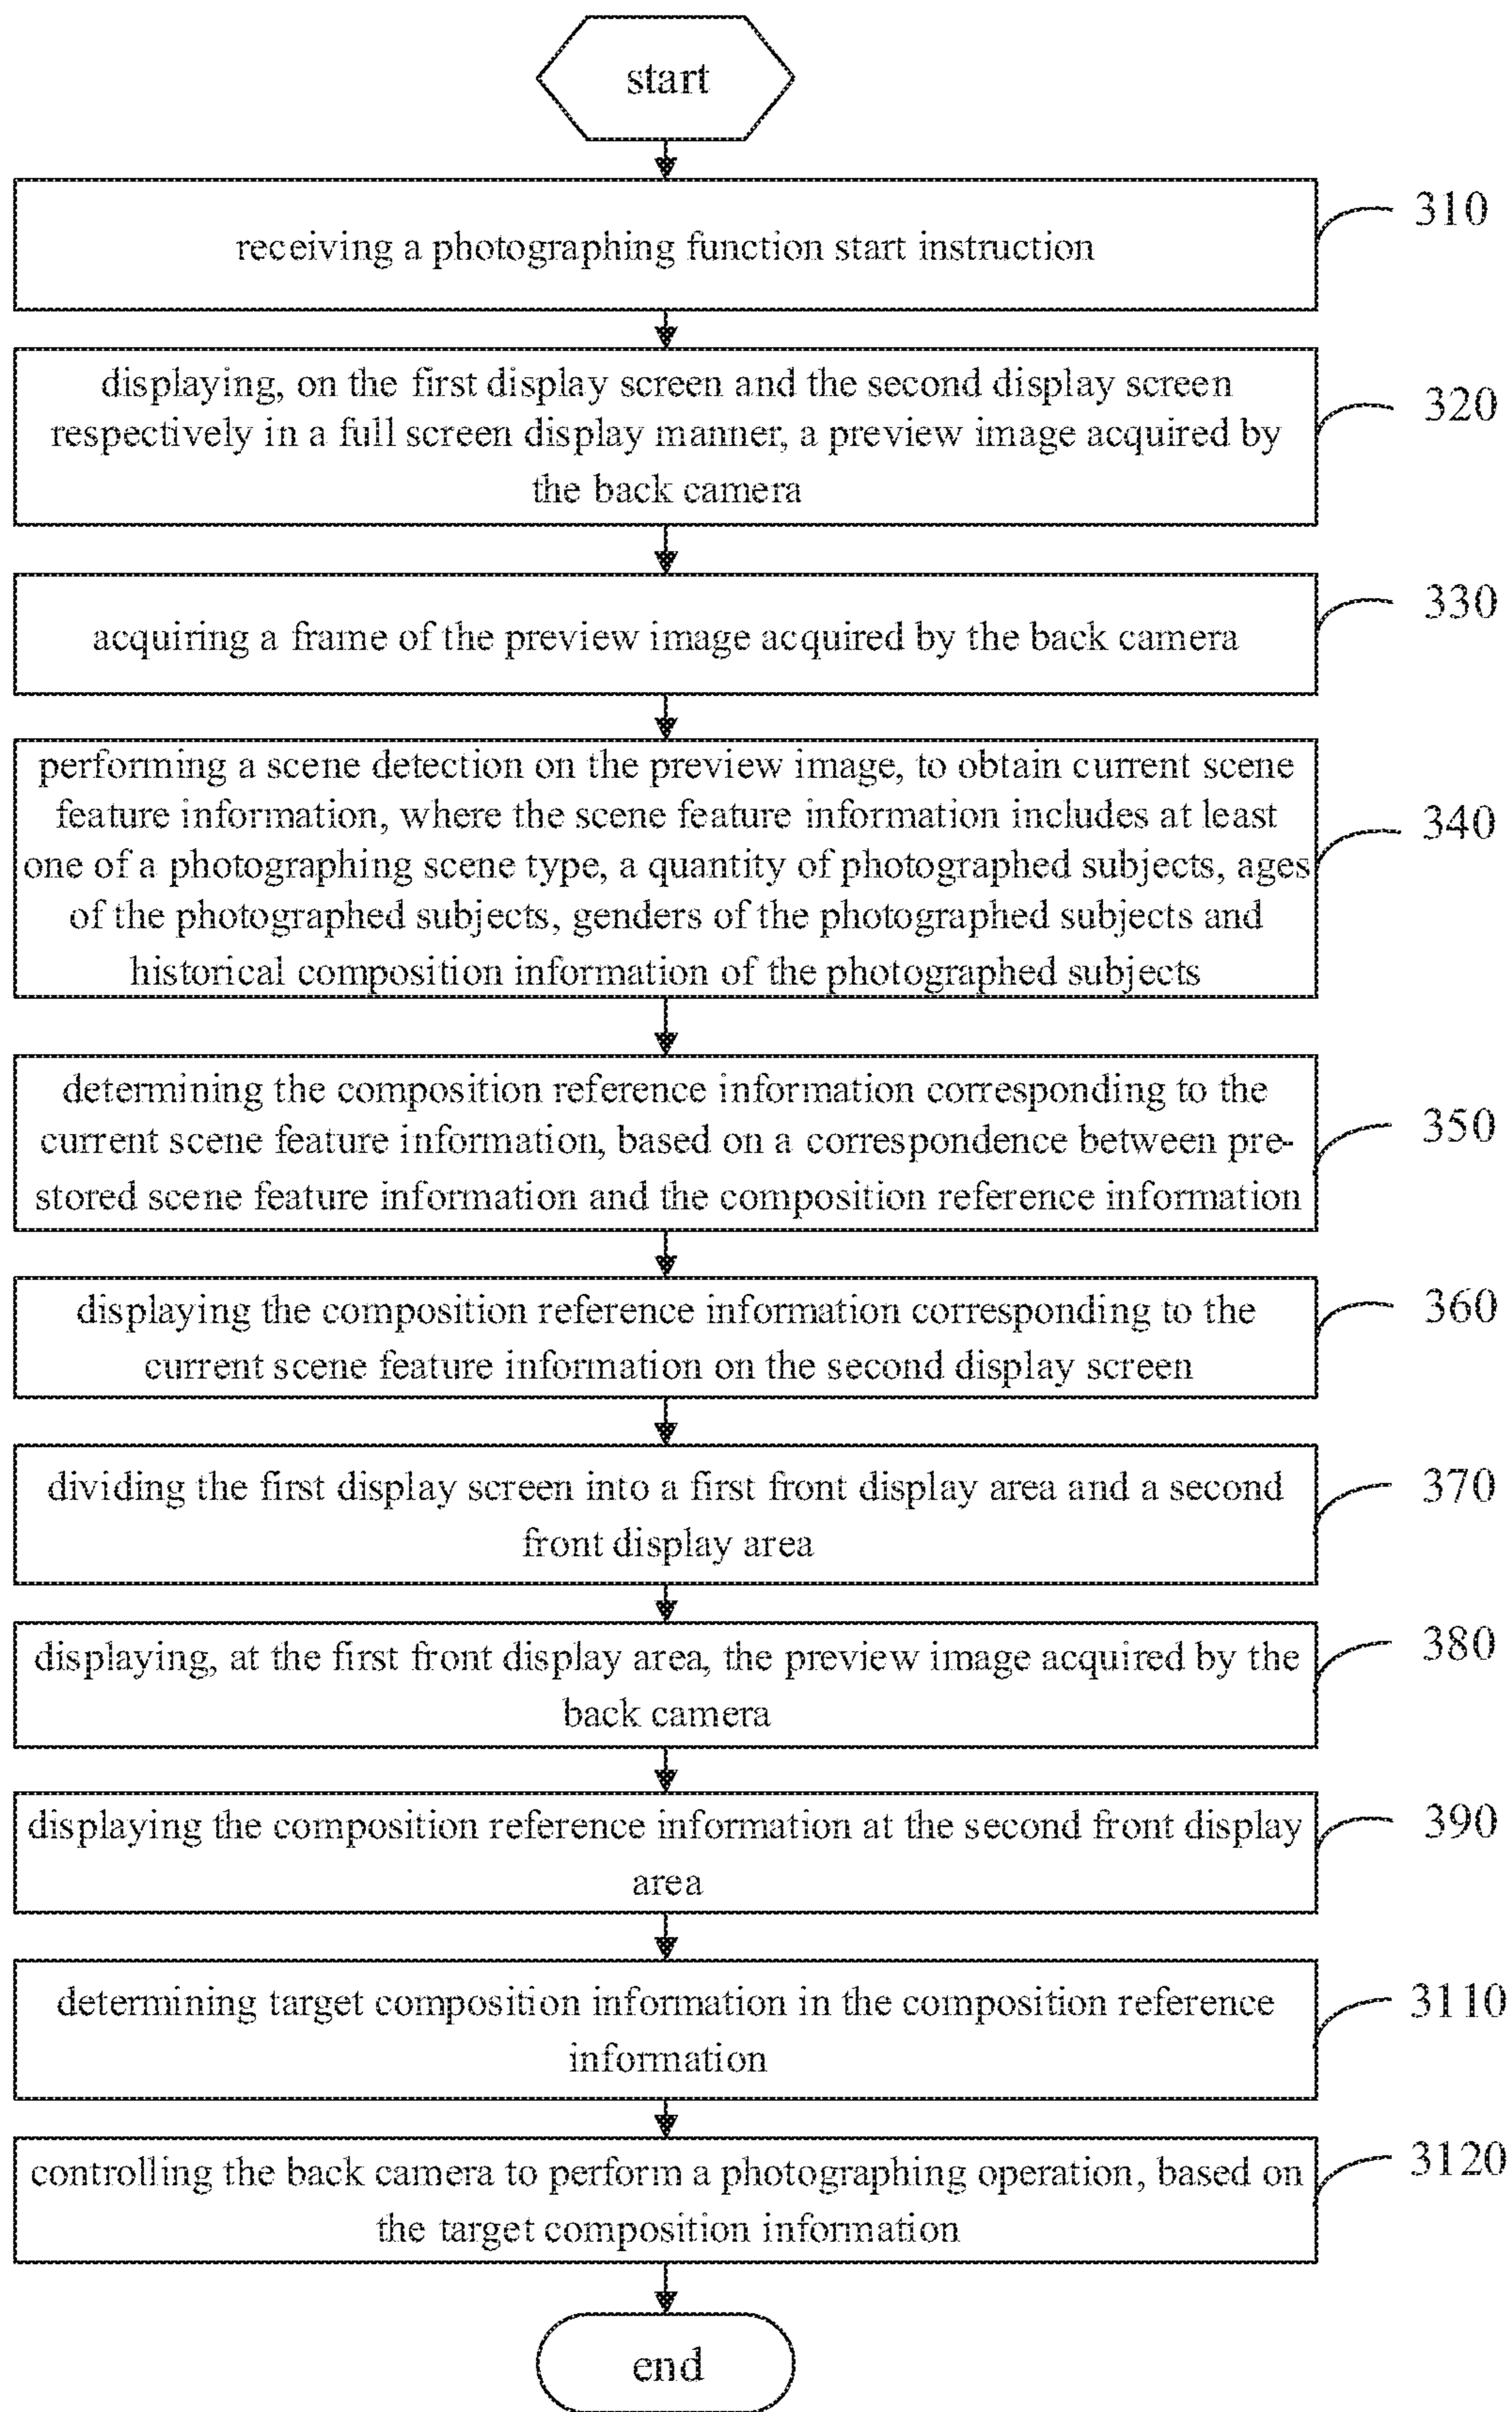 start
receiving a photographing function start instruction
310
displaying, on the first display screen and the second display screen
respectively in a full screen display manner, a preview image acquired by
the back camera
320
acquiring a frame of the preview image acquired by the back camera
330
performing a scene detection on the preview image, to obtain current scene
feature information, where the scene feature information includes at least
one of a photographing scene type, a quantity of photographed subjects, ages
of the photographed subjects, genders of the photographed subjects and
historical composition information of the photographed subjects
340
determining the composition reference information corresponding to the
current scene feature information, based on a correspondence between pre-
stored scene feature information and the composition reference information
350
displaying the composition reference information corresponding to the
current scene feature information on the second display screen
360
dividing the first display screen into a first front display area and a second
front display area
370
displaying, at the first front display area, the preview image acquired by the
back camera
380
displaying the composition reference information at the second front display
area
390
determining target composition information in the composition reference
information
3110
controlling the back camera to perform a photographing operation, based on
the target composition information
3120
end